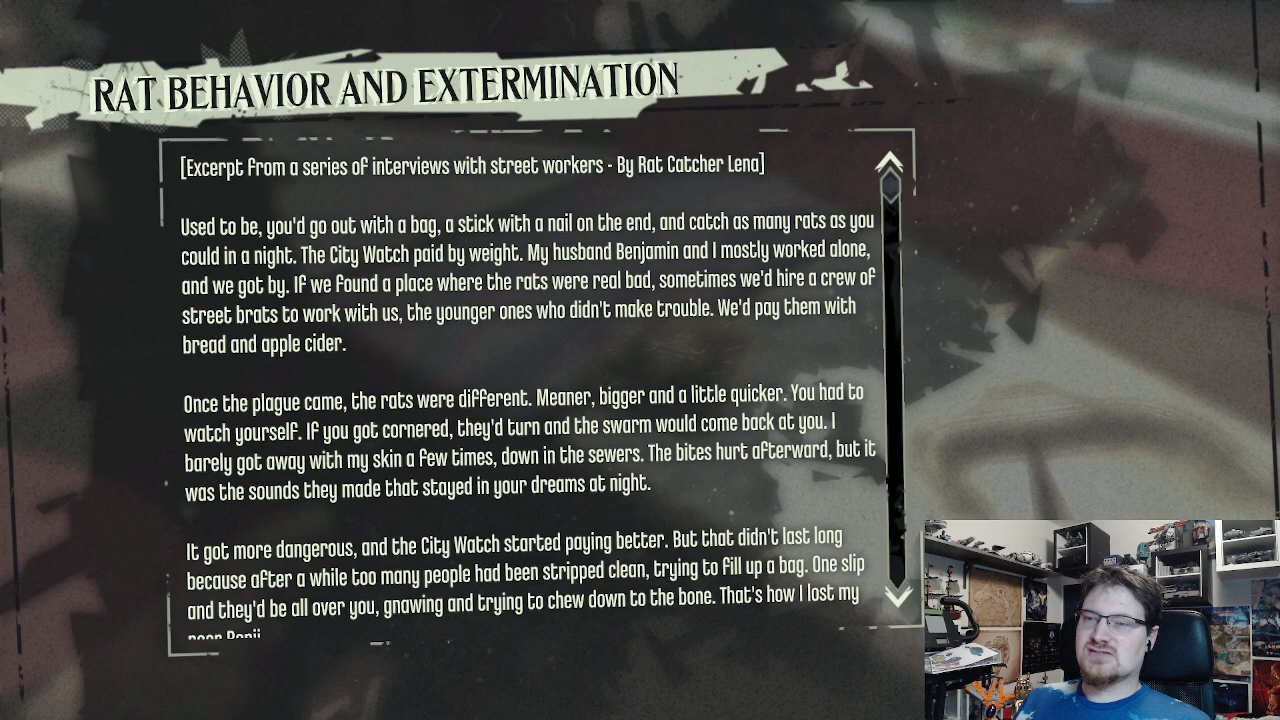 RAT BEHAVIOR AND EXTERMINATION
[Excerpt from a series of interviews with street workers - By Rat Catcher Lena]
Used to be, you'd go out with a bag, a stick with a nail on the end, and catch as many rats as you
could in a night. The City Watch paid by weight. My husband Benjamin and I mostly worked alone,
and we got by. If we found a place where the rats were real bad, sometimes we'd hire a crew of
street brats to work with us, the younger ones who didn't make trouble. We'd pay them with
bread and apple cider.
Once the plague came, the rats were different. Meaner, bigger and a little quicker. You had to
watch yourself. If you got cornered, they'd turn and the swarm would come back at you. I
barely got away with my skin a few times, down in the sewers. The bites hurt afterward, but it
was the sounds they made that stayed in your dreams at night.
It got more dangerous, and the City Watch started paying better. But that didn't last long
because after a while too many people had been stripped clean, trying to fill up a bag. One slip
and they'd be all over you, gnawing and trying to chew down to the bone. That's how I lost my